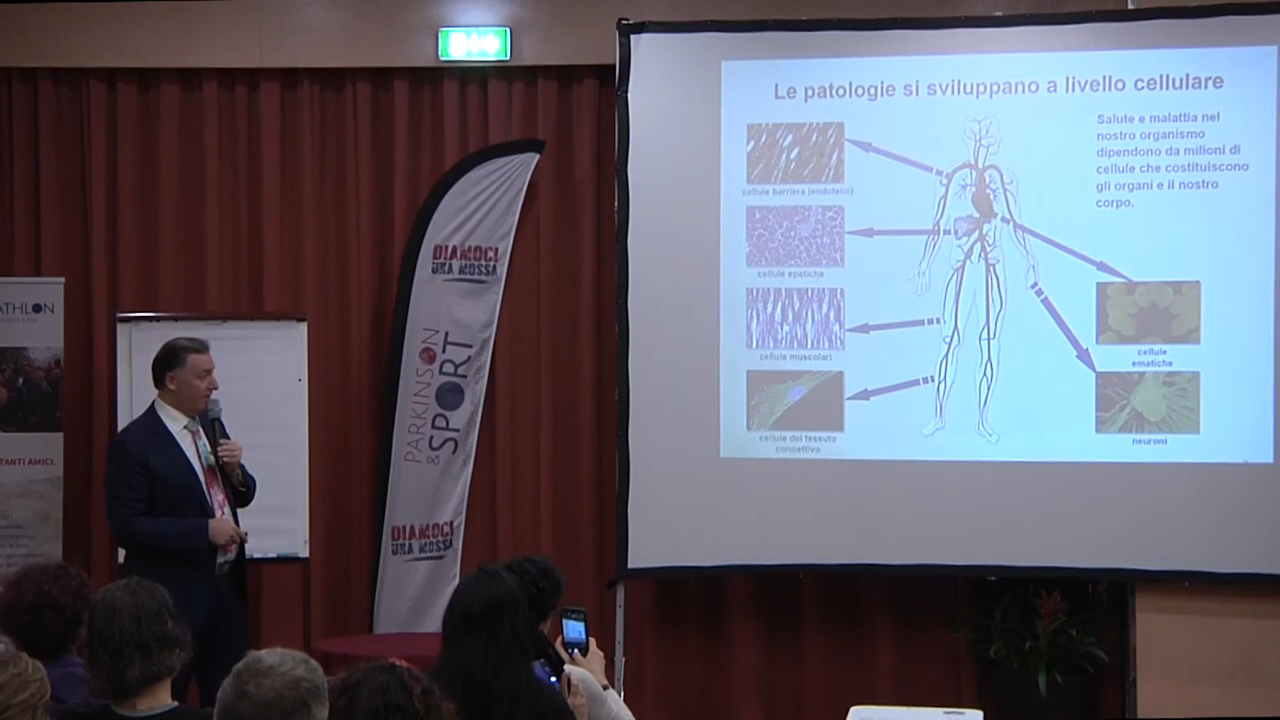 Le patologie si sviluppano a livello cellulare
Salute e malattia nel
nostro organismo
dipendono da milioni di
cellule che costituiscono
gli organi e il nostro
corpo.
cellule barriera (endotelio)
cellule epatiche
cellule muscolari
cellule del tessuto
connettivo
cellule
ematiche
neuroni
DIAMOCI
UNA MOSSA
PARKINSON
& SPORT
DIAMOCI
UNA MOSSA
ATHLON
TANTI AMICI.